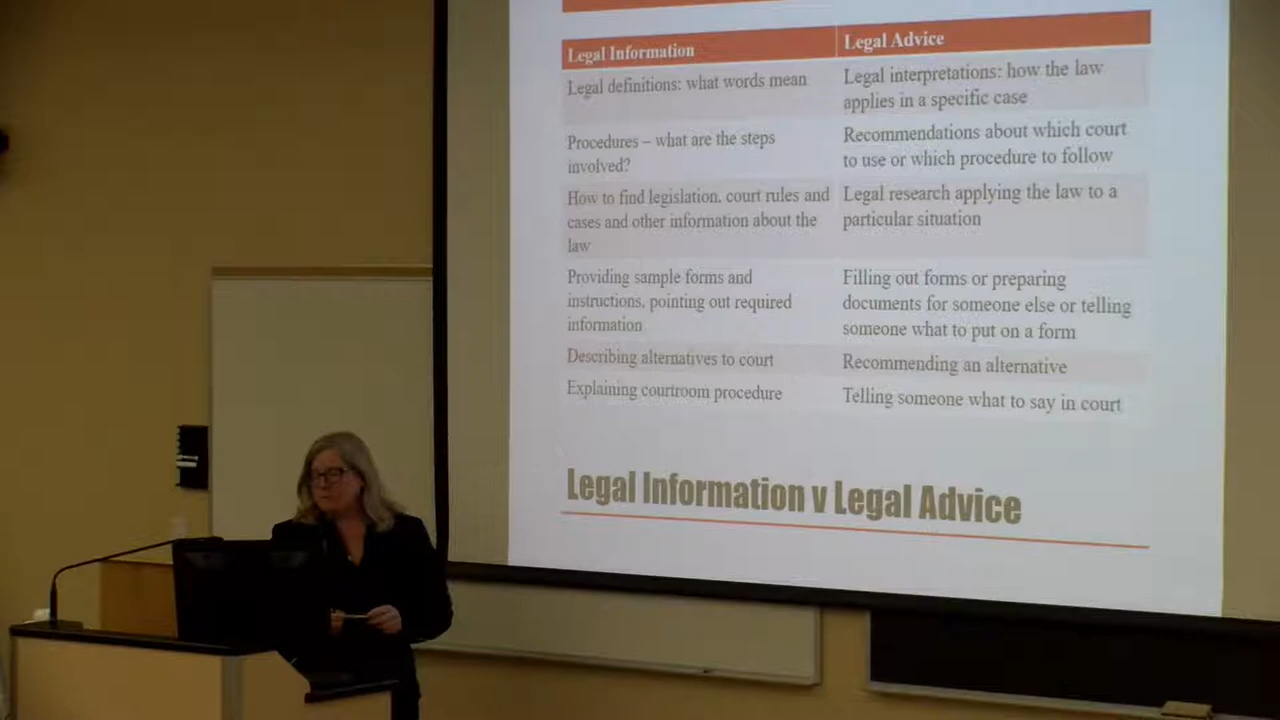 Legal Information
Legal Advice
Legal definitions: what words mean
Legal interpretations: how the law
applies in a specific case
Procedures – what are the steps
involved?
Recommendations about which court
to use or which procedure to follow
How to find legislation, court rules and
cases and other information about the
law
Legal research applying the law to a
particular situation
Providing sample forms and
instructions, pointing out required
information
Filling out forms or preparing
documents for someone else or telling
someone what to put on a form
Describing alternatives to court
Recommending an alternative
Explaining courtroom procedure
Telling someone what to say in court
Legal Information v Legal Advice